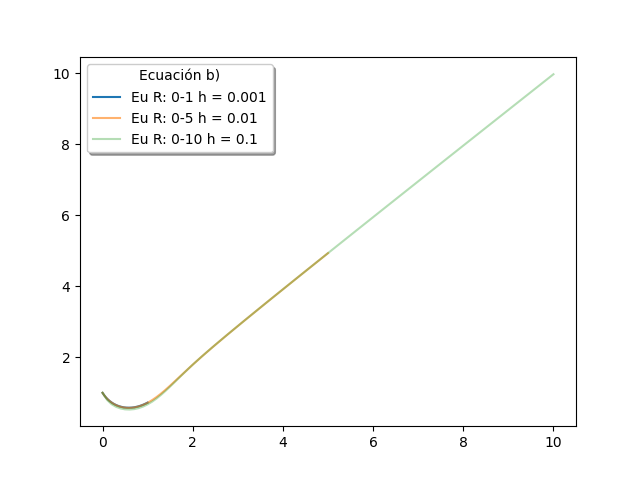 Ecuación b)
Eu R: 0-1 h = 0.001
Eu R: 0-5 h = 0.01
Eu R: 0-10 h = 0.1
10
8
6
4
2
0 2 4 6 8 10